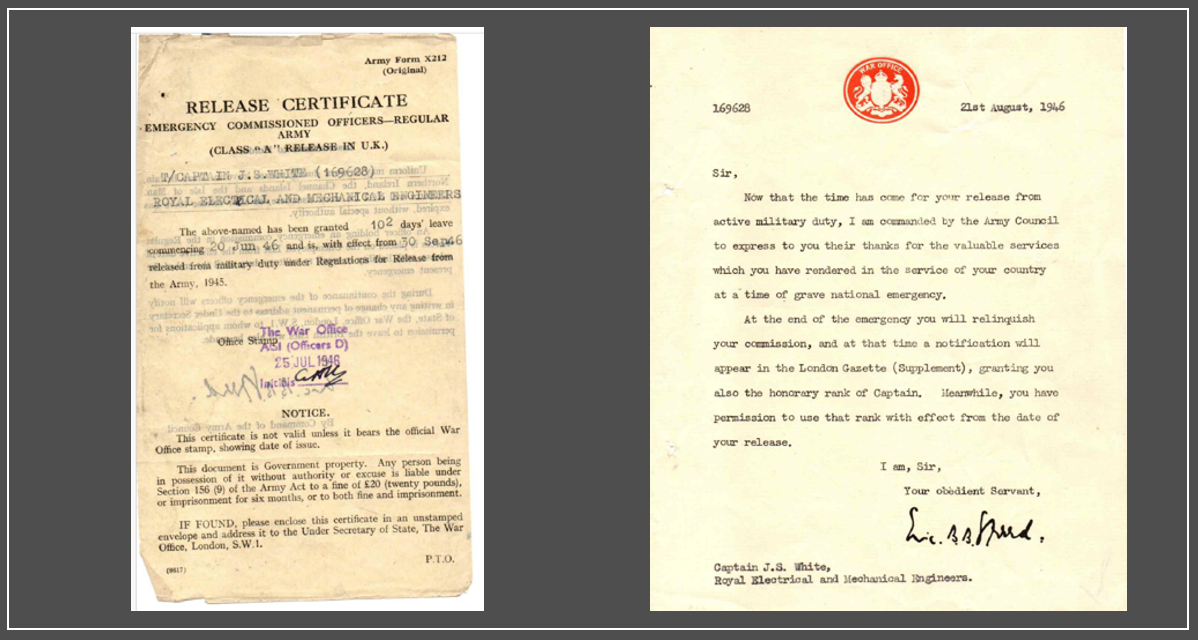 Army Form X212
(Original)
RELEASE CERTIFICATE
EMERGENCY COMMISSIONED OFFICERS—REGULAR
ARMY
(CLASS "A" RELEASE IN U.K.)
T/CAPTAIN J.S.WHITE (169628)
ROYAL ELECTICAL AND MECHANICAL ENGINEERS
The above-named has been granted 102 days' leave
commencing 20 Jun 46 and is, with effect from 30 Sep46
released from military duty under Regulations for Release from
the Army, 1945.
Office Stamp
The War Office
AS1 (Officers D)
25 JUL 1946
Initials
NOTICE.
This certificate is not valid unless it bears the official War
Office stamp, showing date of issue.
This document is Government property. Any person being
in possession of it without authority or excuse is liable under
Section 156 (9) of the Army Act to a fine of £20 (twenty pounds),
or imprisonment for six months, or to both fine and imprisonment.
IF FOUND, please enclose this certificate in an unstamped
envelope and address it to the Under Secretary of State, The War
Office, London, S.W.1.
P.T.O.
(9517)
WAR OFFICE
169628
21st August, 1946
Sir,
Now that the time has come for your release from
active military duty, I am commanded by the Army Council
to express to you their thanks for the valuable services
which you have rendered in the service of your country
at a time of grave national emergency.
At the end of the emergency you will relinquish
your commission, and at that time a notification will
appear in the London Gazette (Supplement), granting you
also the honorary rank of Captain. Meanwhile, you have
permission to use that rank with effect from the date of
your release.
I am, Sir,
Your obedient Servant,
Eric. B.B. Speed.
Captain J.S. White,
Royal Electrical and Mechanical Engineers.